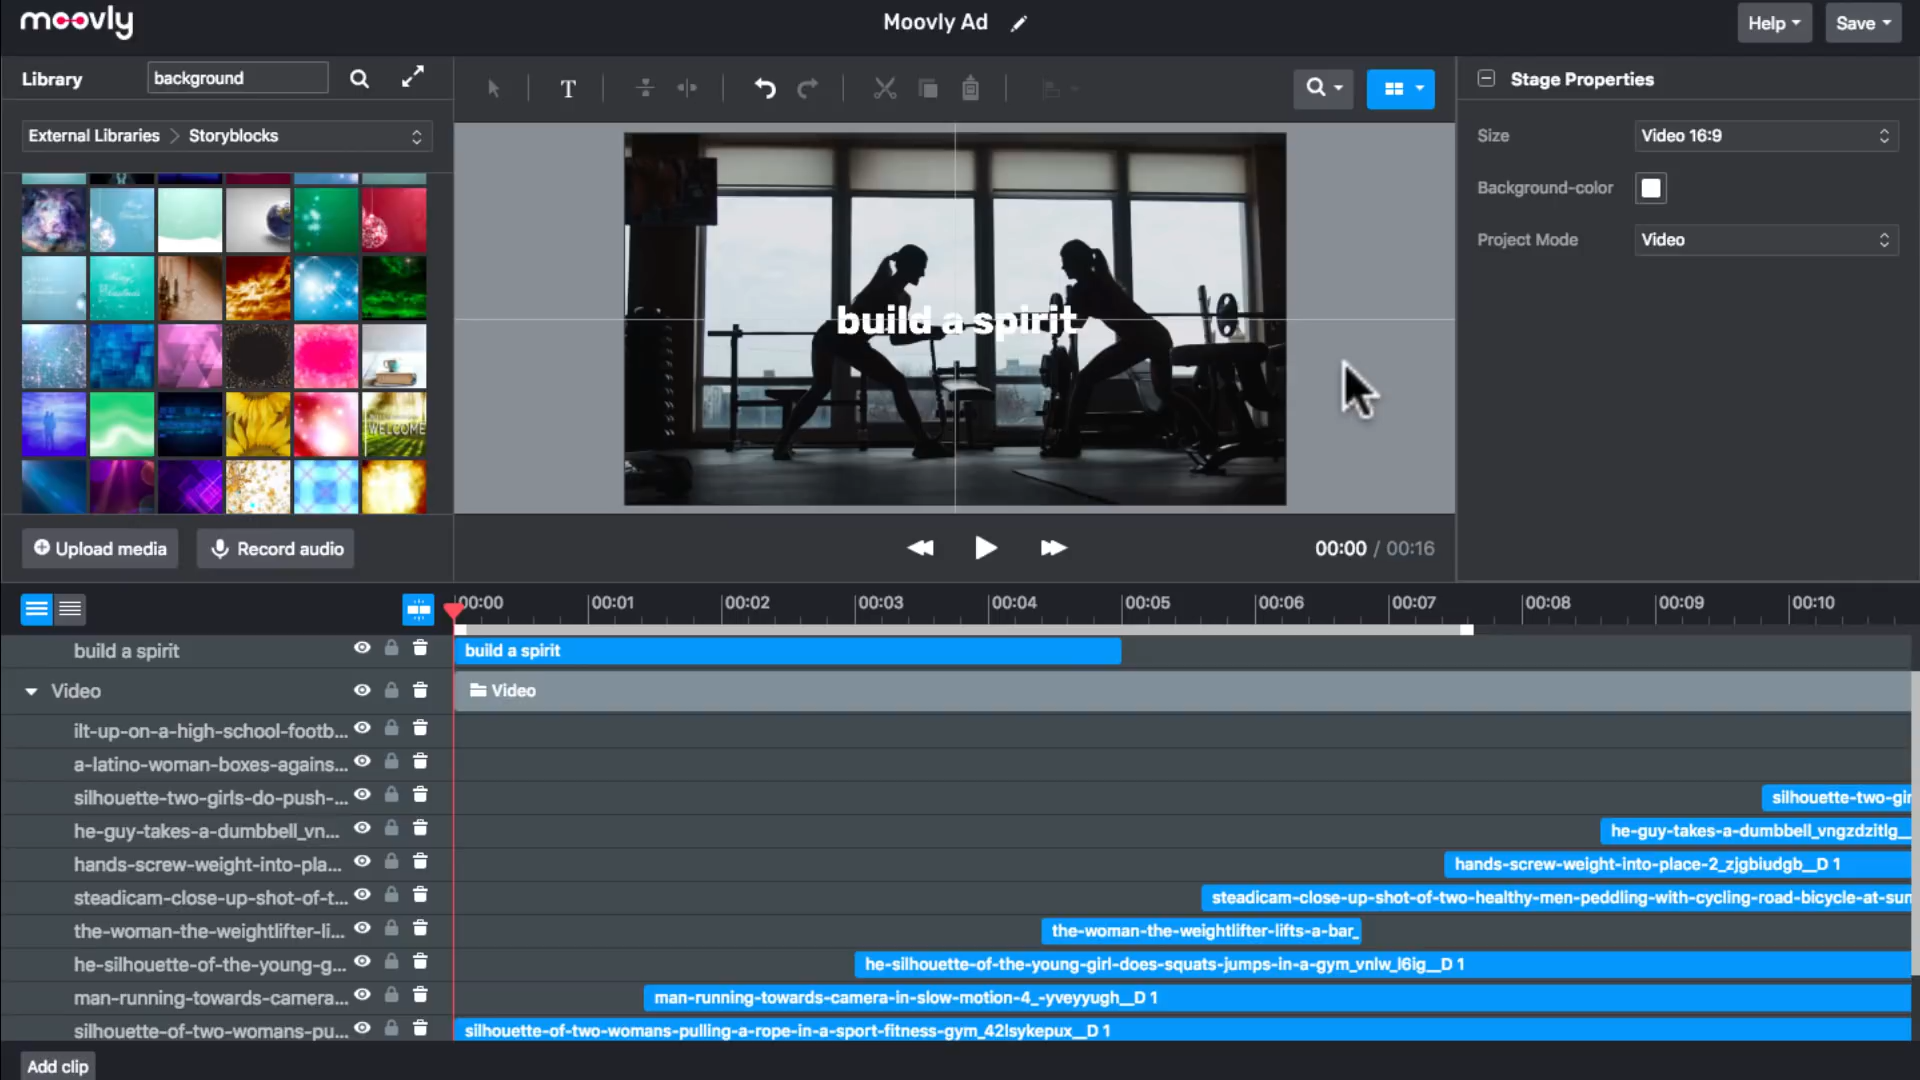 moovly
Moovly Ad
Help
Save
Library
background
External Libraries
Storyblocks
WELCOME
Upload media
Record audio
T
build a spirit
00:00 / 00:16
Stage Properties
Size
Video 16:9
Background-color
Project Mode
Video
00:00
00:01
00:02
00:03
00:04
00:05
00:06
00:07
00:08
00:09
00:10
build a spirit
build a spirit
Video
Video
ilt-up-on-a-high-school-footb...
a-latino-woman-boxes-agains...
silhouette-two-girls-do-push-...
silhouette-two-gir
he-guy-takes-a-dumbbell_vn...
he-guy-takes-a-dumbbell_vngzdzitlg__
hands-screw-weight-into-pla...
hands-screw-weight-into-place-2_zjgbiudgb__D 1
steadicam-close-up-shot-of-t...
steadicam-close-up-shot-of-two-healthy-men-peddling-with-cycling-road-bicycle-at-sun
the-woman-the-weightlifter-li...
the-woman-the-weightlifter-lifts-a-bar_
he-silhouette-of-the-young-g...
he-silhouette-of-the-young-girl-does-squats-jumps-in-a-gym_vnlw_l6ig__D 1
man-running-towards-camera...
man-running-towards-camera-in-slow-motion-4_-yveyyugh__D 1
silhouette-of-two-womans-pu...
silhouette-of-two-womans-pulling-a-rope-in-a-sport-fitness-gym_42lsykepux__D 1
Add clip